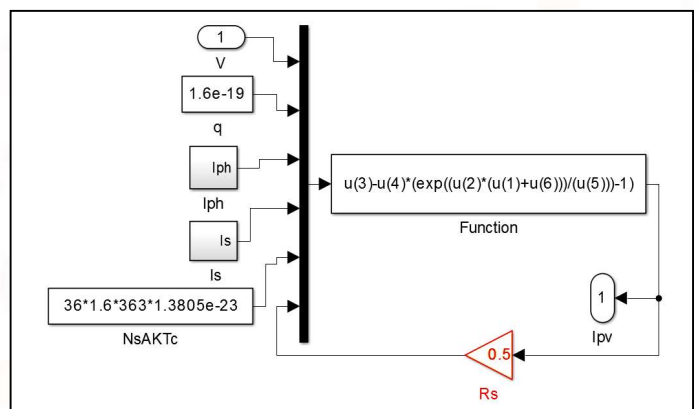 1
V
1.6e-19
q
Iph
Iph
Is
Is
36*1.6*363*1.3805e-23
NsAKTc
u(3)-u(4)*(exp((u(2)*(u(1)+u(6)))/(u(5)))-1)
Function
1
Ipv
0.5
Rs